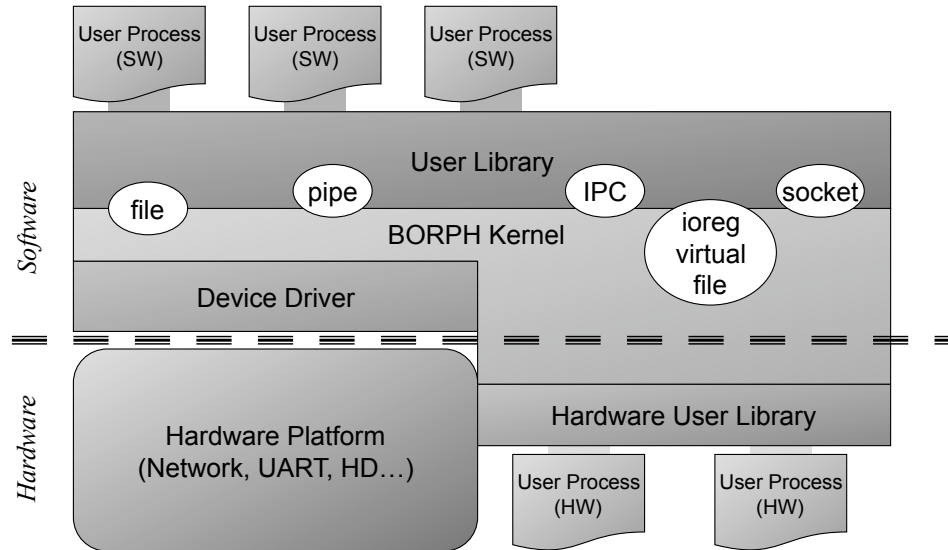 User Process
(SW)
User Process
(SW)
User Process
(SW)
User Library
file
pipe
IPC
socket
BORPH Kernel
ioreg
virtual
file
Device Driver
Software
Hardware
Hardware Platform
(Network, UART, HD…)
Hardware User Library
User Process
(HW)
User Process
(HW)